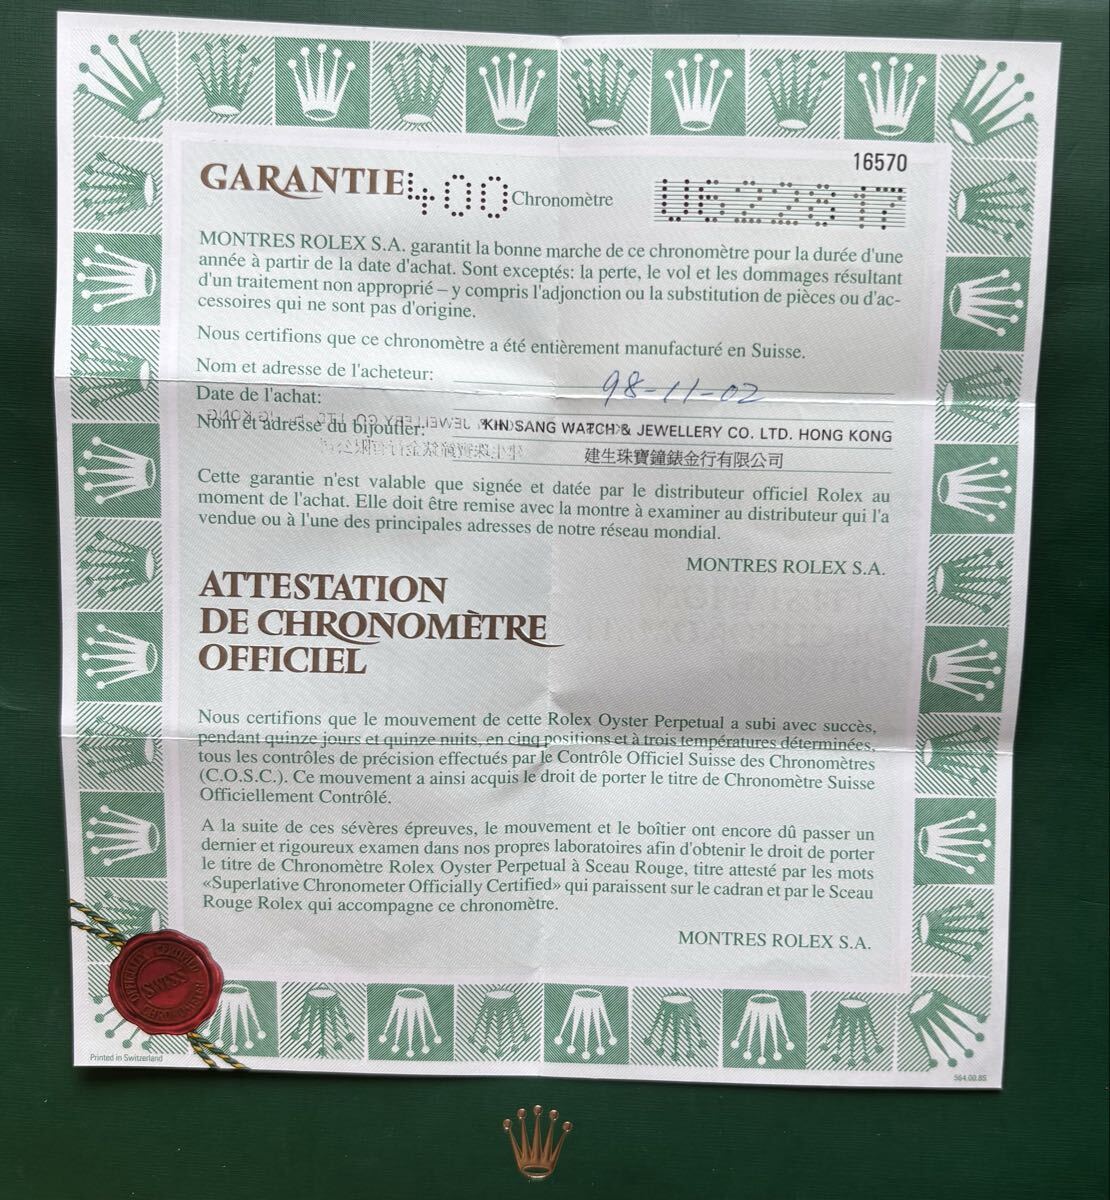 16570
GARANTIE 400 Chronomètre U622817
MONTRES ROLEX S.A. garantit la bonne marche de ce chronomètre pour la durée d'une
année à partir de la date d'achat. Sont exceptés: la perte, le vol et les dommages résultant
d'un traitement non approprié – y compris l'adjonction ou la substitution de pièces ou d'ac-
cessoires qui ne sont pas d'origine.
Nous certifions que ce chronomètre a été entièrement manufacturé en Suisse.
Nom et adresse de l'acheteur:
Date de l'achat: 98-11-02
Nom et adresse du bijoutier: KIN SANG WATCH & JEWELLERY CO. LTD. HONG KONG
建生珠寶鐘錶金行有限公司
Cette garantie n'est valable que signée et datée par le distributeur officiel Rolex au
moment de l'achat. Elle doit être remise avec la montre à examiner au distributeur qui l'a
vendue ou à l'une des principales adresses de notre réseau mondial.
MONTRES ROLEX S.A.
ATTESTATION
DE CHRONOMÈTRE
OFFICIEL
Nous certifions que le mouvement de cette Rolex Oyster Perpetual a subi avec succès,
pendant quinze jours et quinze nuits, en cinq positions et à trois températures déterminées,
tous les contrôles de précision effectués par le Contrôle Officiel Suisse des Chronomètres
(C.O.S.C.). Ce mouvement a ainsi acquis le droit de porter le titre de Chronomètre Suisse
Officiellement Contrôlé.
A la suite de ces sévères épreuves, le mouvement et le boîtier ont encore dû passer un
dernier et rigoureux examen dans nos propres laboratoires afin d'obtenir le droit de porter
le titre de Chronomètre Rolex Oyster Perpetual à Sceau Rouge, titre attesté par les mots
«Superlative Chronometer Officially Certified» qui paraissent sur le cadran et par le Sceau
Rouge Rolex qui accompagne ce chronomètre.
MONTRES ROLEX S.A.
OFFICIALLY CERTIFIED
SWISS
CHRONOMETER
Printed in Switzerland
564.00.85